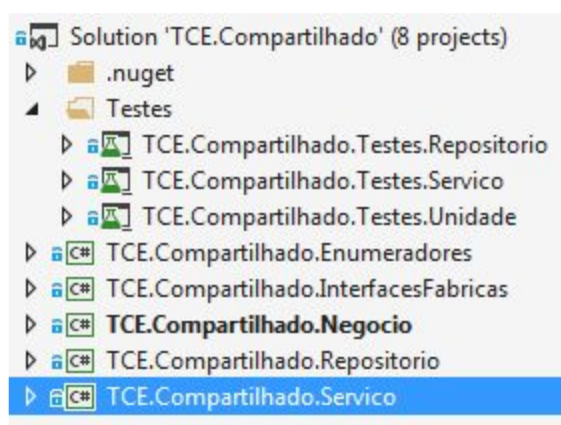 Solution 'TCE.Compartilhado' (8 projects)
.nuget
Testes
TCE.Compartilhado.Testes.Repositorio
TCE.Compartilhado.Testes.Servico
TCE.Compartilhado.Testes.Unidade
C# TCE.Compartilhado.Enumeradores
C# TCE.Compartilhado.InterfacesFabricas
C# TCE.Compartilhado.Negocio
C# TCE.Compartilhado.Repositorio
C# TCE.Compartilhado.Servico